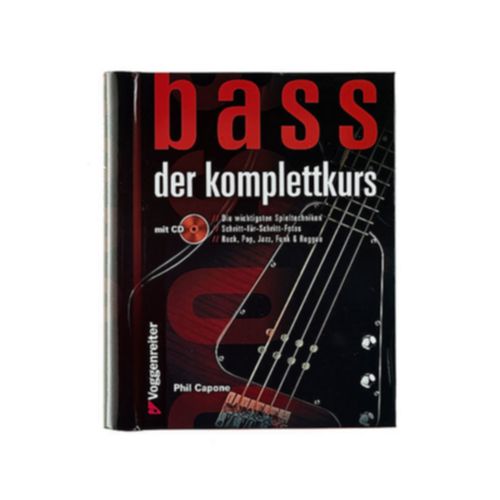 bass
der komplettkurs
mit CD
// Die wichtigsten Spieltechniken
// Schritt-für-Schritt-Fotos
// Rock, Pop, Jazz, Funk & Reggae
Voggenreiter
Phil Capone